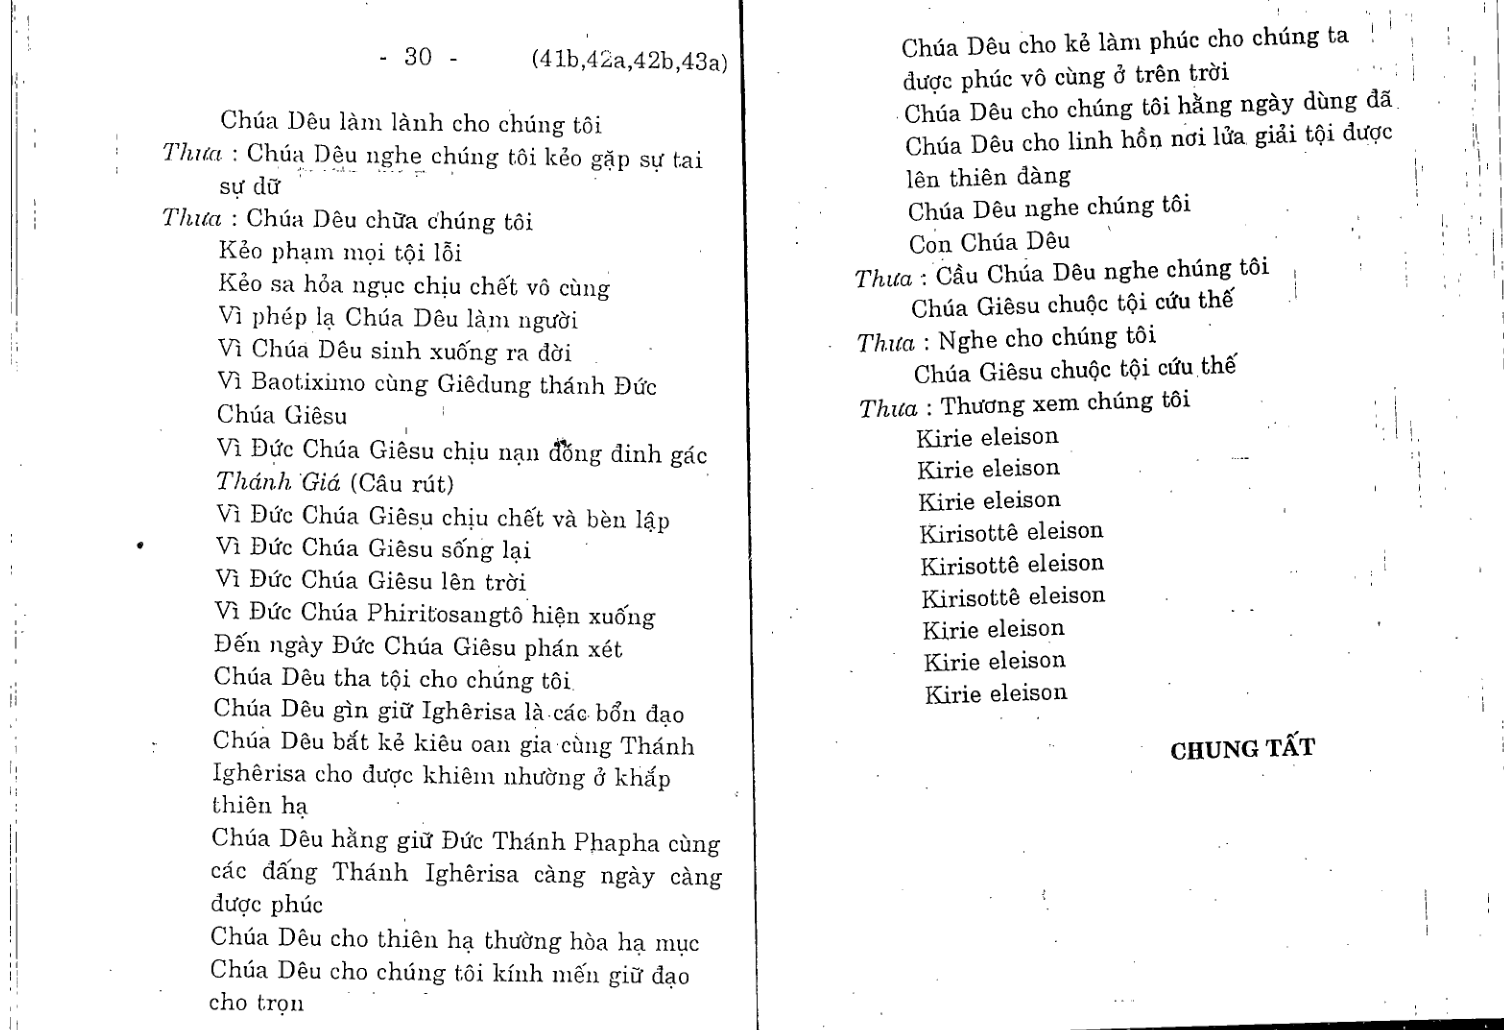 - 30 - (41b,42a,42b,43a)
Chúa Dêu làm lành cho chúng tôi
Thưa : Chúa Dêu nghe chúng tôi kẻo gặp sự tai
sự dữ
Thưa : Chúa Dêu chữa chúng tôi
Kẻo phạm mọi tội lỗi
Kẻo sa hỏa ngục chịu chết vô cùng
Vì phép lạ Chúa Dêu làm người
Vì Chúa Dêu sinh xuống ra đời
Vì Baotiximo cùng Giêdung thánh Đức
Chúa Giêsu
Vì Đức Chúa Giêsu chịu nạn đóng đinh gác
Thánh Giá (Câu rút)
Vì Đức Chúa Giêsu chịu chết và bèn lập
Vì Đức Chúa Giêsu sống lại
Vì Đức Chúa Giêsu lên trời
Vì Đức Chúa Phiritosangtô hiện xuống
Đến ngày Đức Chúa Giêsu phán xét
Chúa Dêu tha tội cho chúng tôi
Chúa Dêu gìn giữ Ighêrisa là các bổn đạo
Chúa Dêu bắt kẻ kiêu oan gia cùng Thánh
Ighêrisa cho được khiêm nhường ở khắp
thiên hạ
Chúa Dêu hằng giữ Đức Thánh Phapha cùng
các đấng Thánh Ighêrisa càng ngày càng
được phúc
Chúa Dêu cho thiên hạ thường hòa hạ mục
Chúa Dêu cho chúng tôi kính mến giữ đạo
cho trọn
Chúa Dêu cho kẻ làm phúc cho chúng ta
được phúc vô cùng ở trên trời
Chúa Dêu cho chúng tôi hằng ngày dùng đã
Chúa Dêu cho linh hồn nơi lửa giải tội được
lên thiên đàng
Chúa Dêu nghe chúng tôi
Con Chúa Dêu
Thưa : Cầu Chúa Dêu nghe chúng tôi
Chúa Giêsu chuộc tội cứu thế
Thưa : Nghe cho chúng tôi
Chúa Giêsu chuộc tội cứu thế
Thưa : Thương xem chúng tôi
Kirie eleison
Kirie eleison
Kirie eleison
Kirisottê eleison
Kirisottê eleison
Kirisottê eleison
Kirie eleison
Kirie eleison
Kirie eleison
CHUNG TẤT